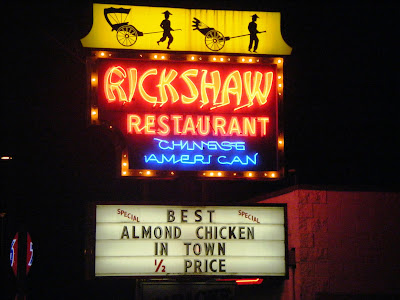 RICKSHAW
RESTAURANT
CHINESE
AMERICAN
SPECIAL BEST SPECIAL
ALMOND CHICKEN
IN TOWN
½ PRICE